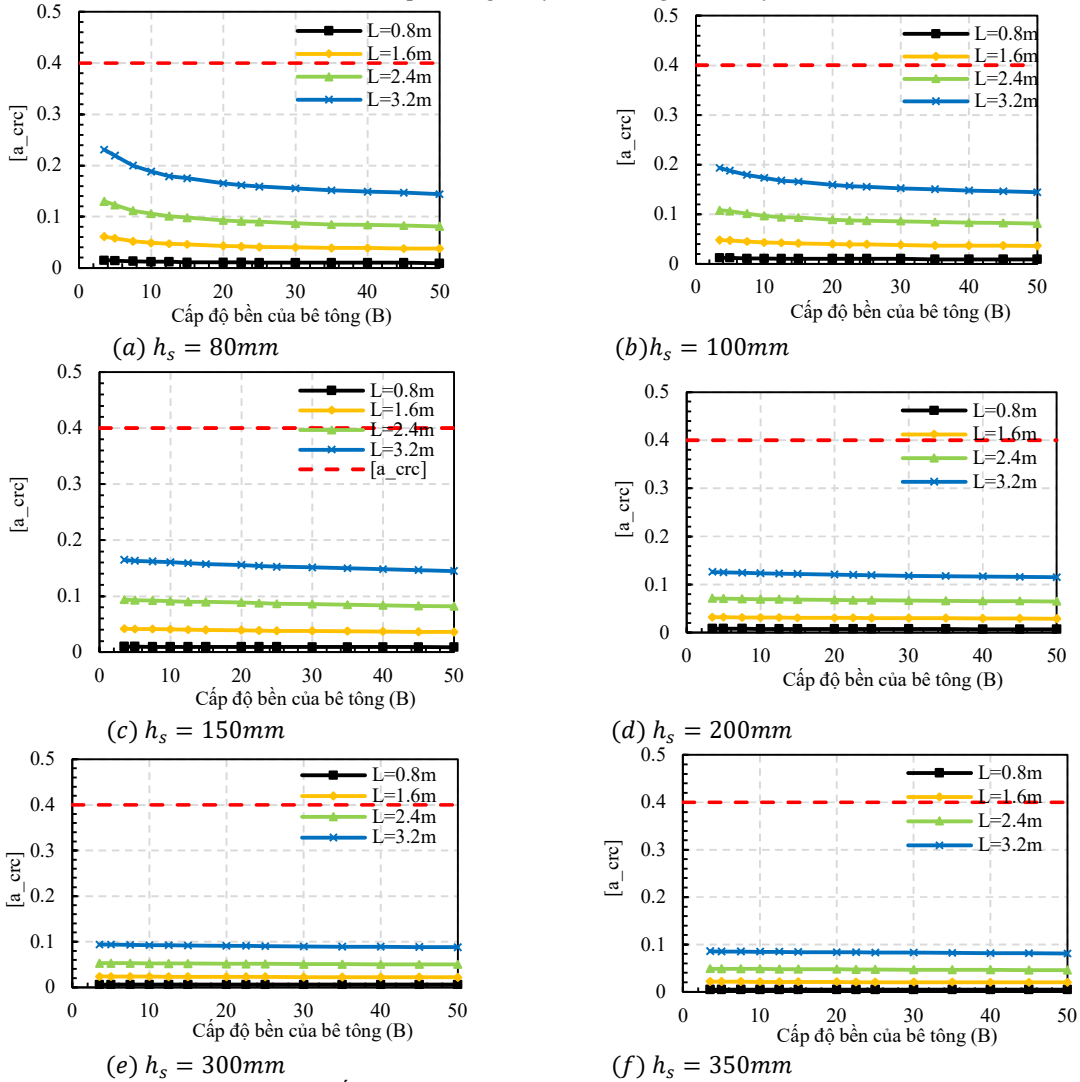 L=0.8m
L=1.6m
L=2.4m
L=3.2m
[a_crc]
0.5
0.4
0.3
0.2
0.1
0
0 10 20 30 40 50
Cấp độ bền của bê tông (B)
(a) h_s = 80mm
L=0.8m
L=1.6m
L=2.4m
L=3.2m
[a_crc]
0.5
0.4
0.3
0.2
0.1
0
0 10 20 30 40 50
Cấp độ bền của bê tông (B)
(b)h_s = 100mm
L=0.8m
L=1.6m
L=2.4m
L=3.2m
[a_crc]
[a_crc]
0.5
0.4
0.3
0.2
0.1
0
0 10 20 30 40 50
Cấp độ bền của bê tông (B)
(c) h_s = 150mm
L=0.8m
L=1.6m
L=2.4m
L=3.2m
[a_crc]
0.5
0.4
0.3
0.2
0.1
0
0 10 20 30 40 50
Cấp độ bền của bê tông (B)
(d) h_s = 200mm
L=0.8m
L=1.6m
L=2.4m
L=3.2m
[a_crc]
0.5
0.4
0.3
0.2
0.1
0
0 10 20 30 40 50
Cấp độ bền của bê tông (B)
(e) h_s = 300mm
L=0.8m
L=1.6m
L=2.4m
L=3.2m
[a_crc]
0.5
0.4
0.3
0.2
0.1
0
0 10 20 30 40 50
Cấp độ bền của bê tông (B)
(f) h_s = 350mm